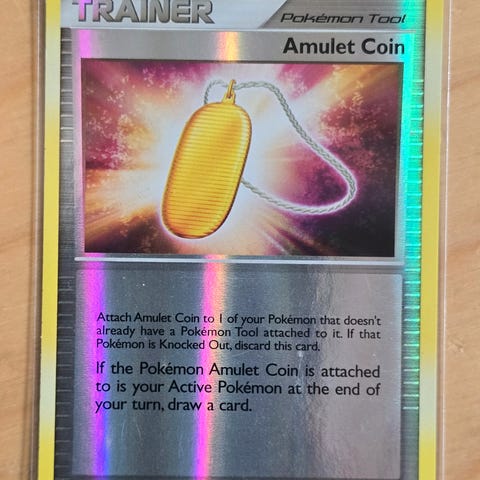 TRAINER
Pokémon Tool
Amulet Coin
Attach Amulet Coin to 1 of your Pokémon that doesn't
already have a Pokémon Tool attached to it. If that
Pokémon is Knocked Out, discard this card.
If the Pokémon Amulet Coin is attached
to is your Active Pokémon at the end of
your turn, draw a card.